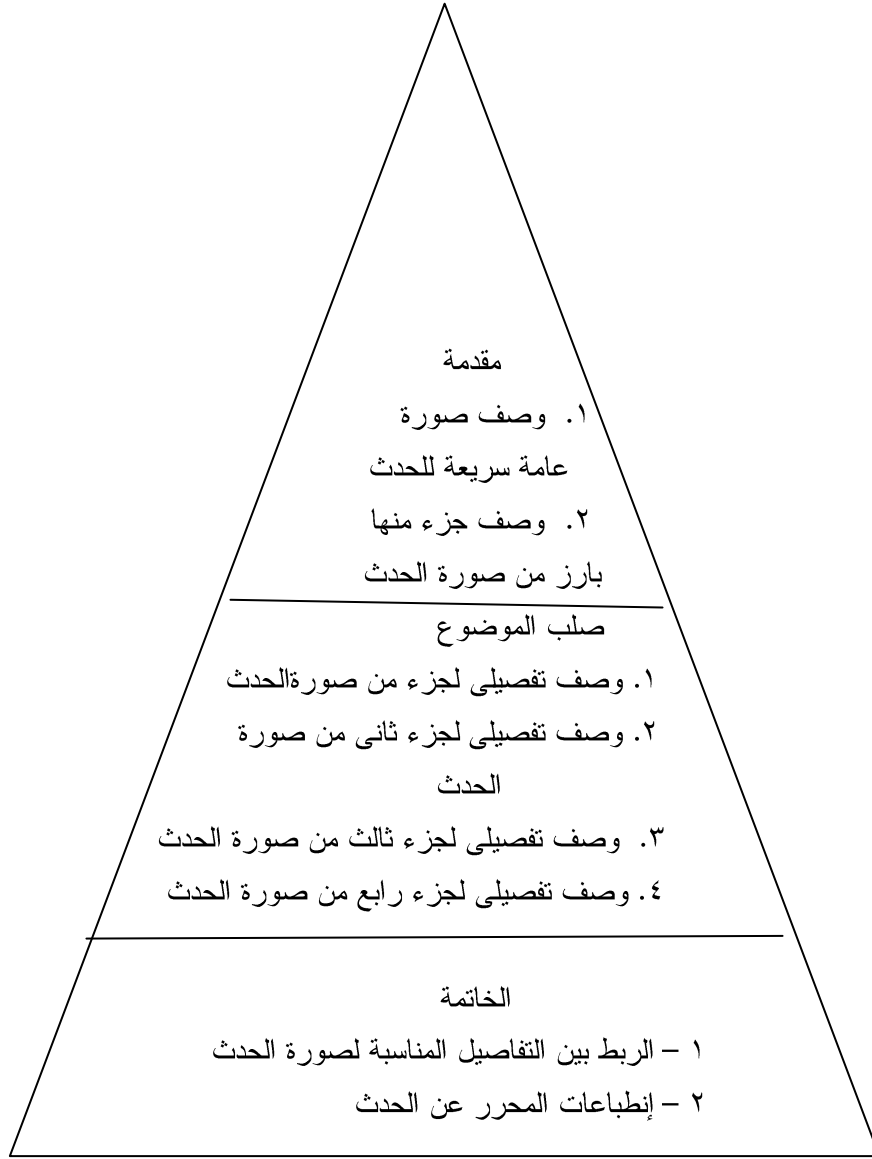 مقدمة
١. وصف صورة
عامة سريعة للحدث
٢. وصف جزء منها
بارز من صورة الحدث
صلب الموضوع
١. وصف تفصيلى لجزء من صورةالحدث
٢. وصف تفصيلى لجزء ثانى من صورة
الحدث
٣. وصف تفصيلى لجزء ثالث من صورة الحدث
٤. وصف تفصيلى لجزء رابع من صورة الحدث
الخاتمة
١ – الربط بين التفاصيل المناسبة لصورة الحدث
٢ – إنطباعات المحرر عن الحدث